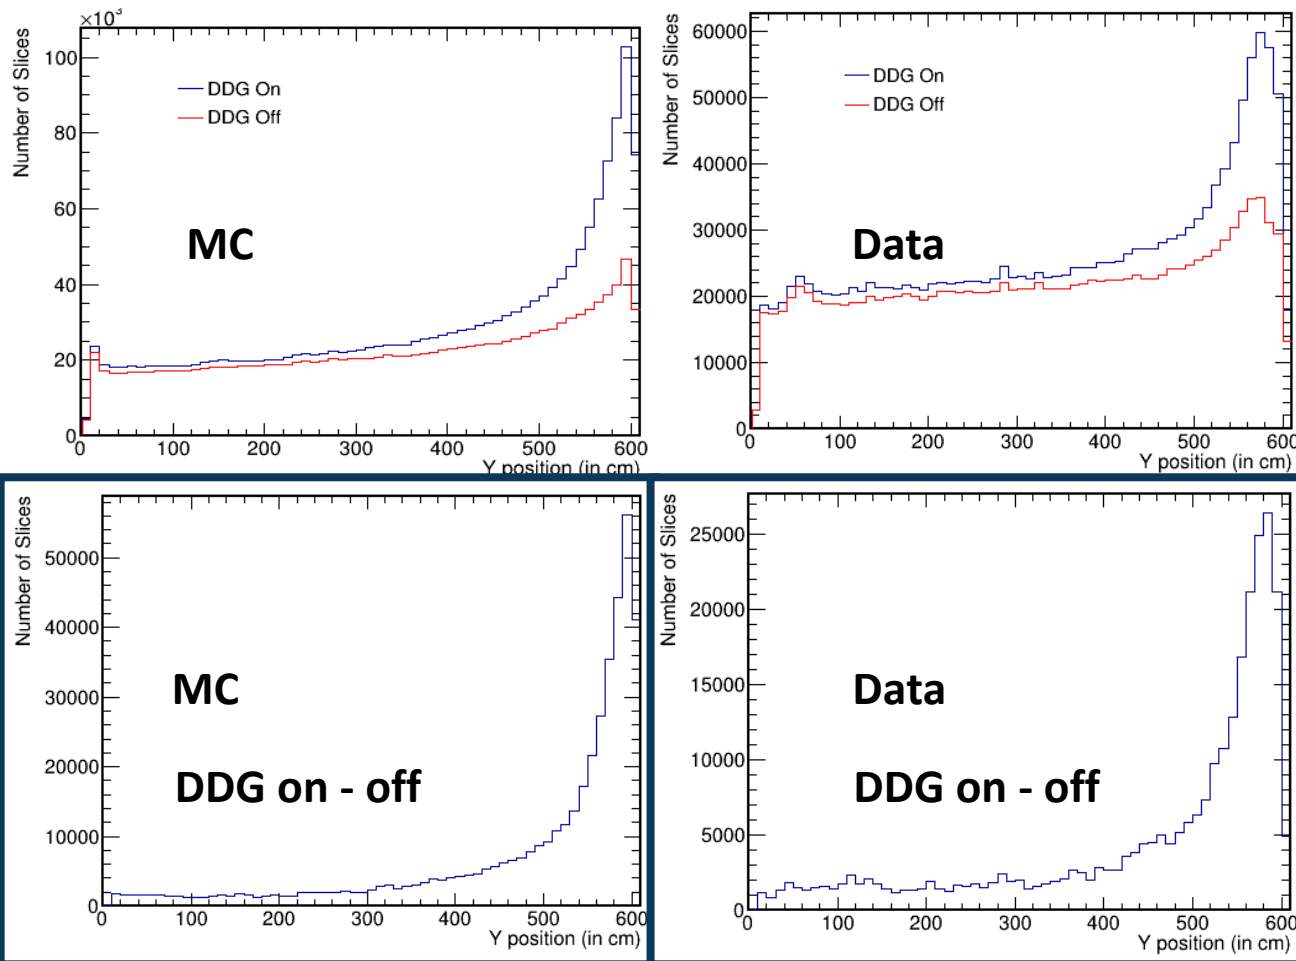 ×10³
Number of Slices
100
80
60
40
20
0
DDG On
DDG Off
MC
0 100 200 300 400 500 600
Y position (in cm)
Number of Slices
60000
50000
40000
30000
20000
10000
0
DDG On
DDG Off
Data
0 100 200 300 400 500 600
Y position (in cm)
Number of Slices
50000
40000
30000
20000
10000
0
MC
DDG on - off
0 100 200 300 400 500 600
Y position (in cm)
Number of Slices
25000
20000
15000
10000
5000
0
Data
DDG on - off
0 100 200 300 400 500 600
Y position (in cm)